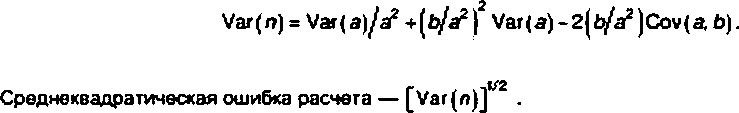 Var(n) = Var(a)/a² + (b/a²)² Var(a) – 2(b/a²)Cov(a, b).
Среднеквадратическая ошибка расчета — [Var(n)]^1/2 .